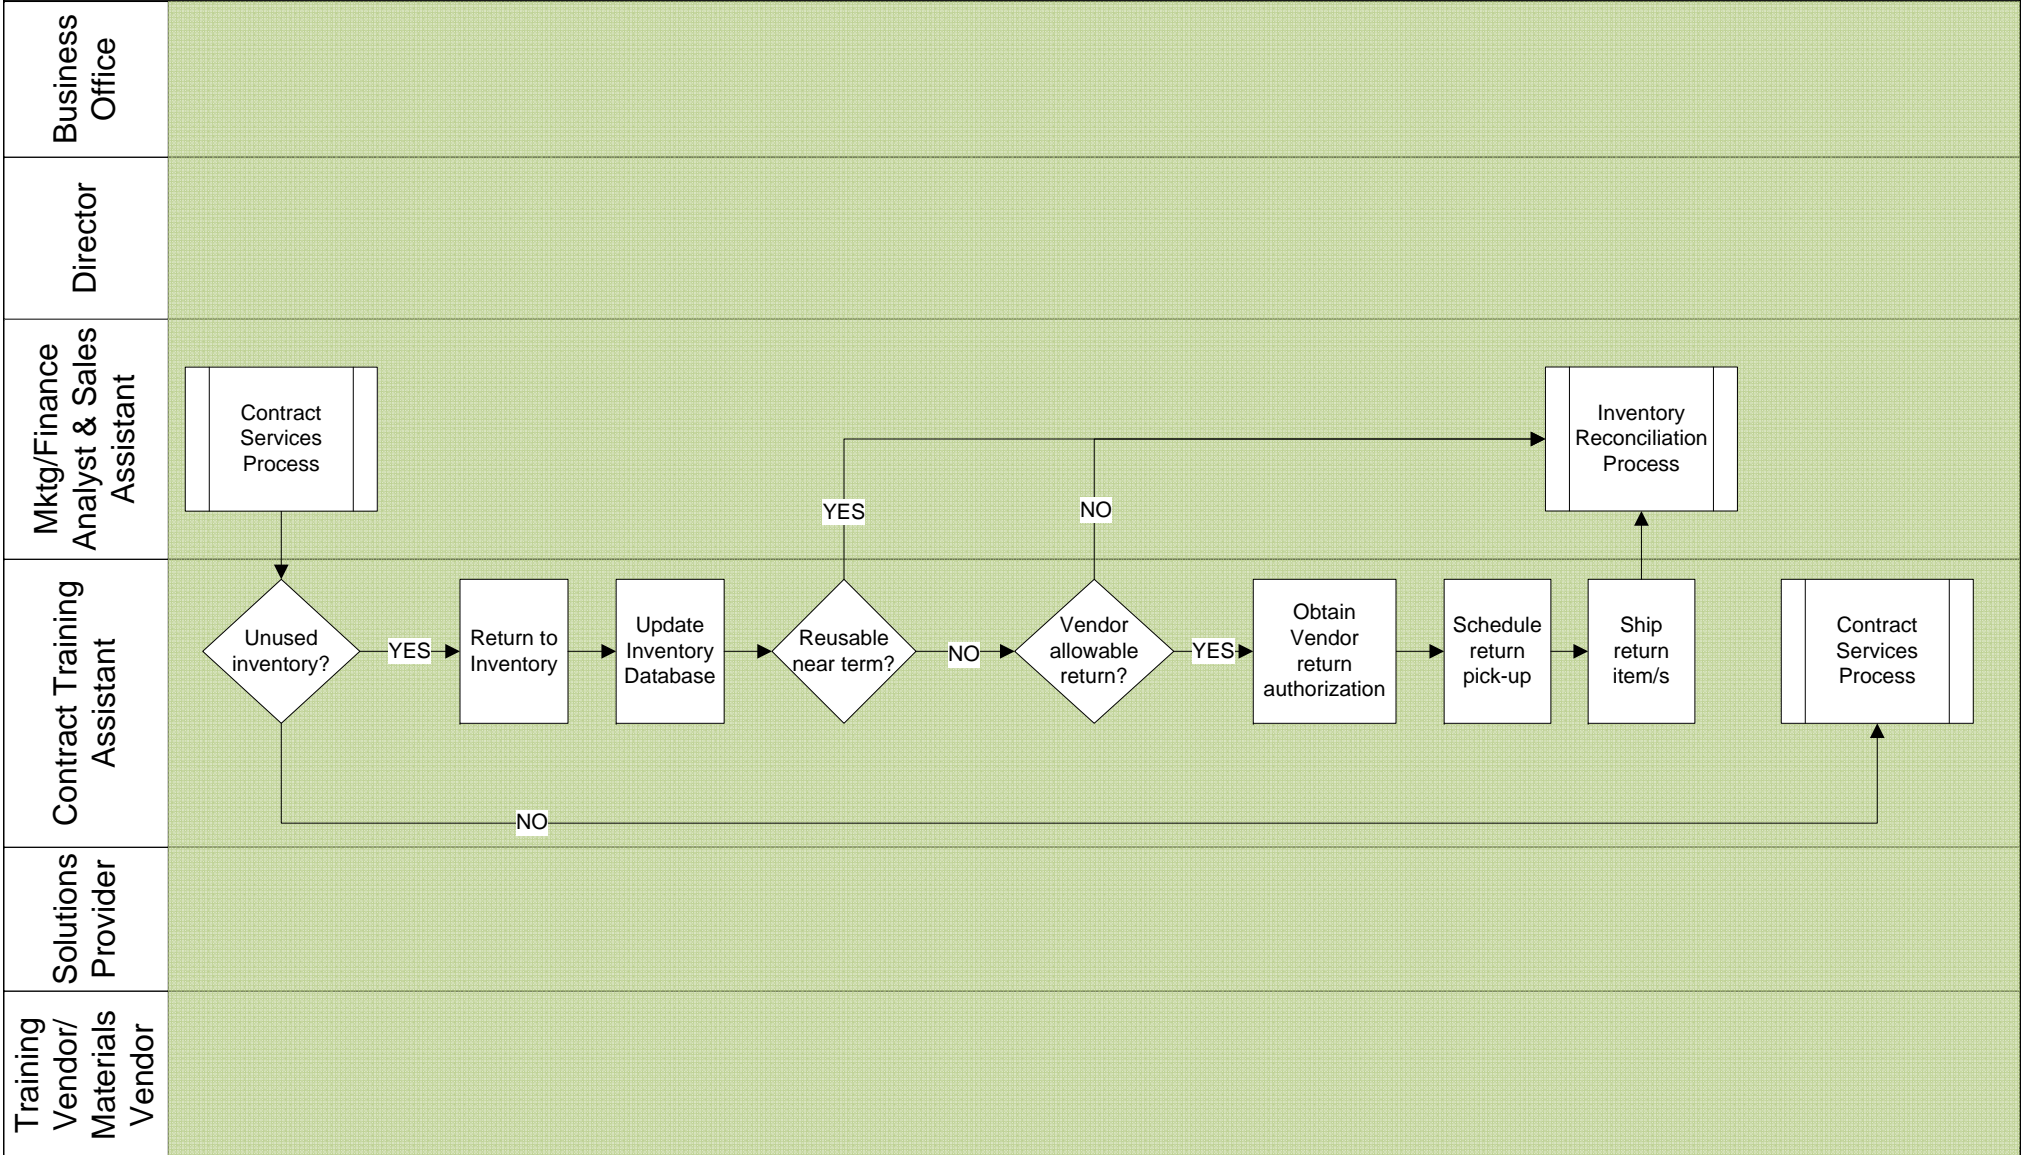 Business
Office
Director
Mktg/Finance
Analyst & Sales
Assistant
Contract
Services
Process
Inventory
Reconciliation
Process
YES
NO
Contract Training
Assistant
Unused
inventory?
YES
Return to
Inventory
Update
Inventory
Database
Reusable
near term?
NO
Vendor
allowable
return?
YES
Obtain
Vendor
return
authorization
Schedule
return
pick-up
Ship
return
item/s
Contract
Services
Process
NO
Solutions
Provider
Training
Vendor/
Materials
Vendor